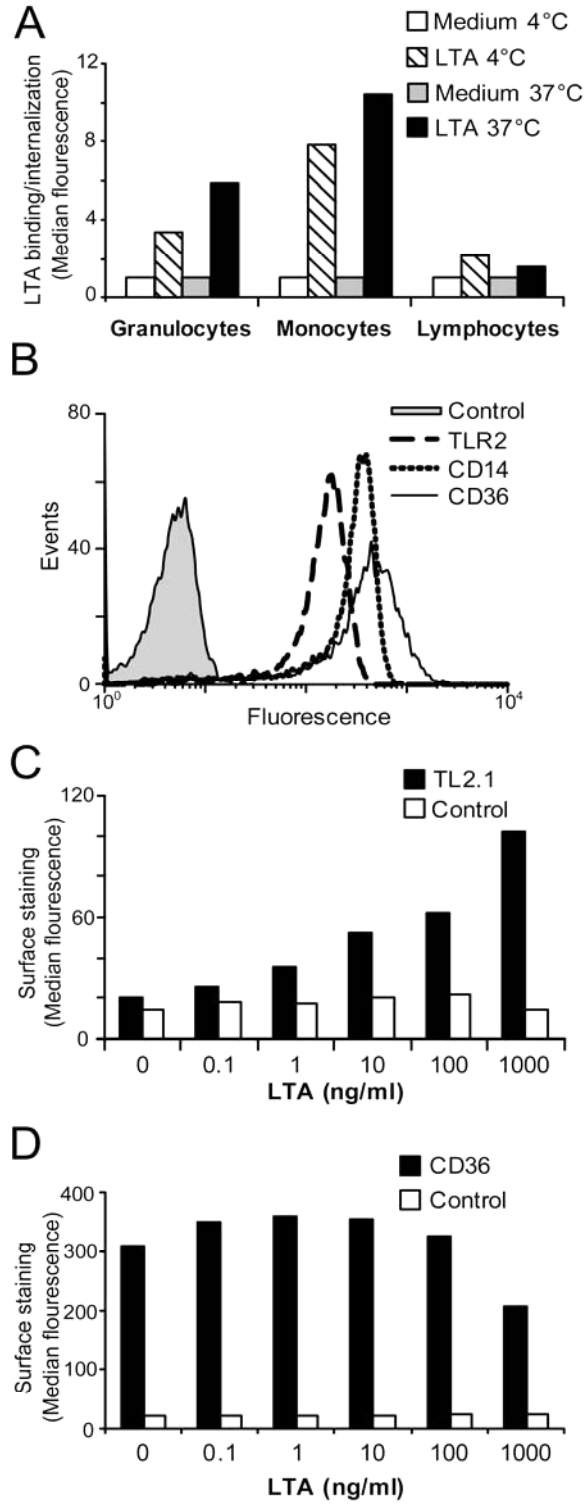 A
Medium 4°C
LTA 4°C
Medium 37°C
LTA 37°C
LTA binding/internalization
(Median flourescence)
12
8
4
0
Granulocytes Monocytes Lymphocytes
B
Control
TLR2
CD14
CD36
Events
80
40
0
10⁰ 10⁴
Fluorescence
C
TL2.1
Control
Surface staining
(Median flourescence)
120
60
0
0 0.1 1 10 100 1000
LTA (ng/ml)
D
CD36
Control
Surface staining
(Median flourescence)
400
300
200
100
0
0 0.1 1 10 100 1000
LTA (ng/ml)